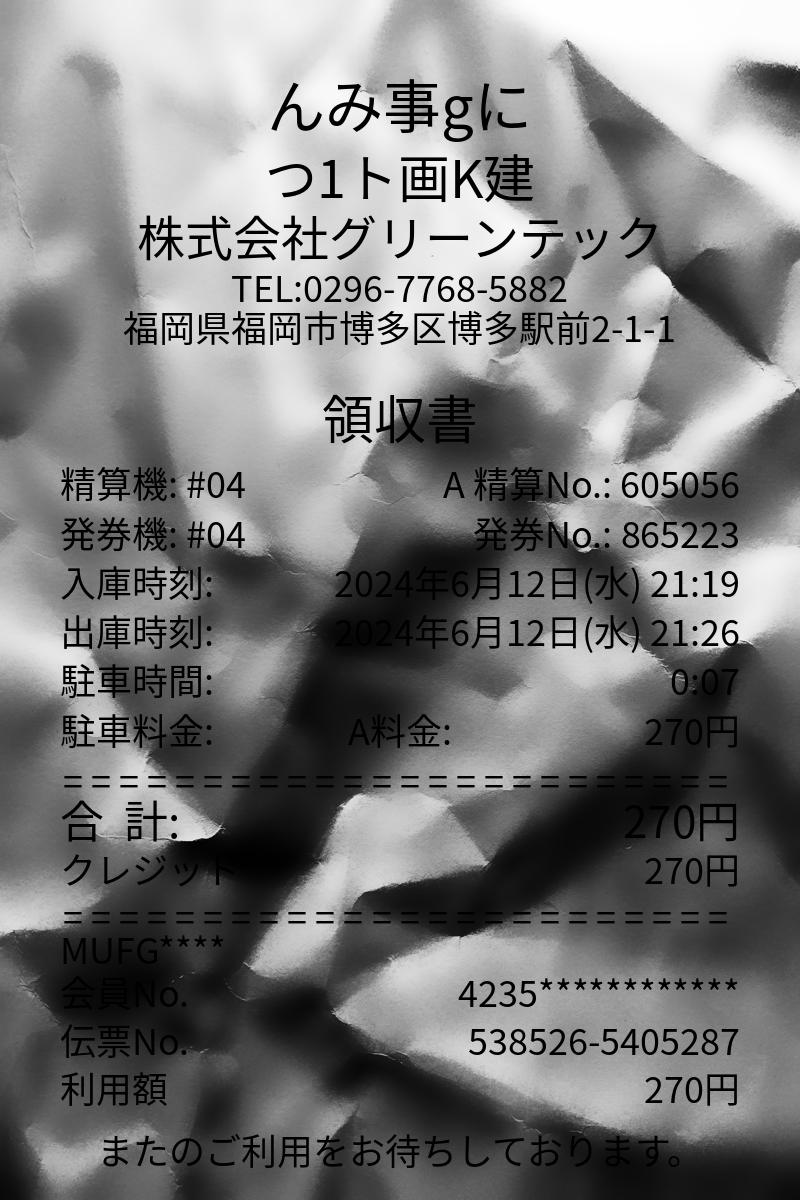 んみ事gに
つ1ト画K建
株式会社グリーンテック
TEL:0296-7768-5882
福岡県福岡市博多区博多駅前2-1-1
領収書
精算機: #04 A 精算No.: 605056
発券機: #04 発券No.: 865223
入庫時刻: 2024年6月12日(水) 21:19
出庫時刻: 2024年6月12日(水) 21:26
駐車時間: 0:07
駐車料金: A料金: 270円
========================
合 計: 270円
クレジット 270円
========================
MUFG****
会員No. 4235************
伝票No. 538526-5405287
利用額 270円
またのご利用をお待ちしております。